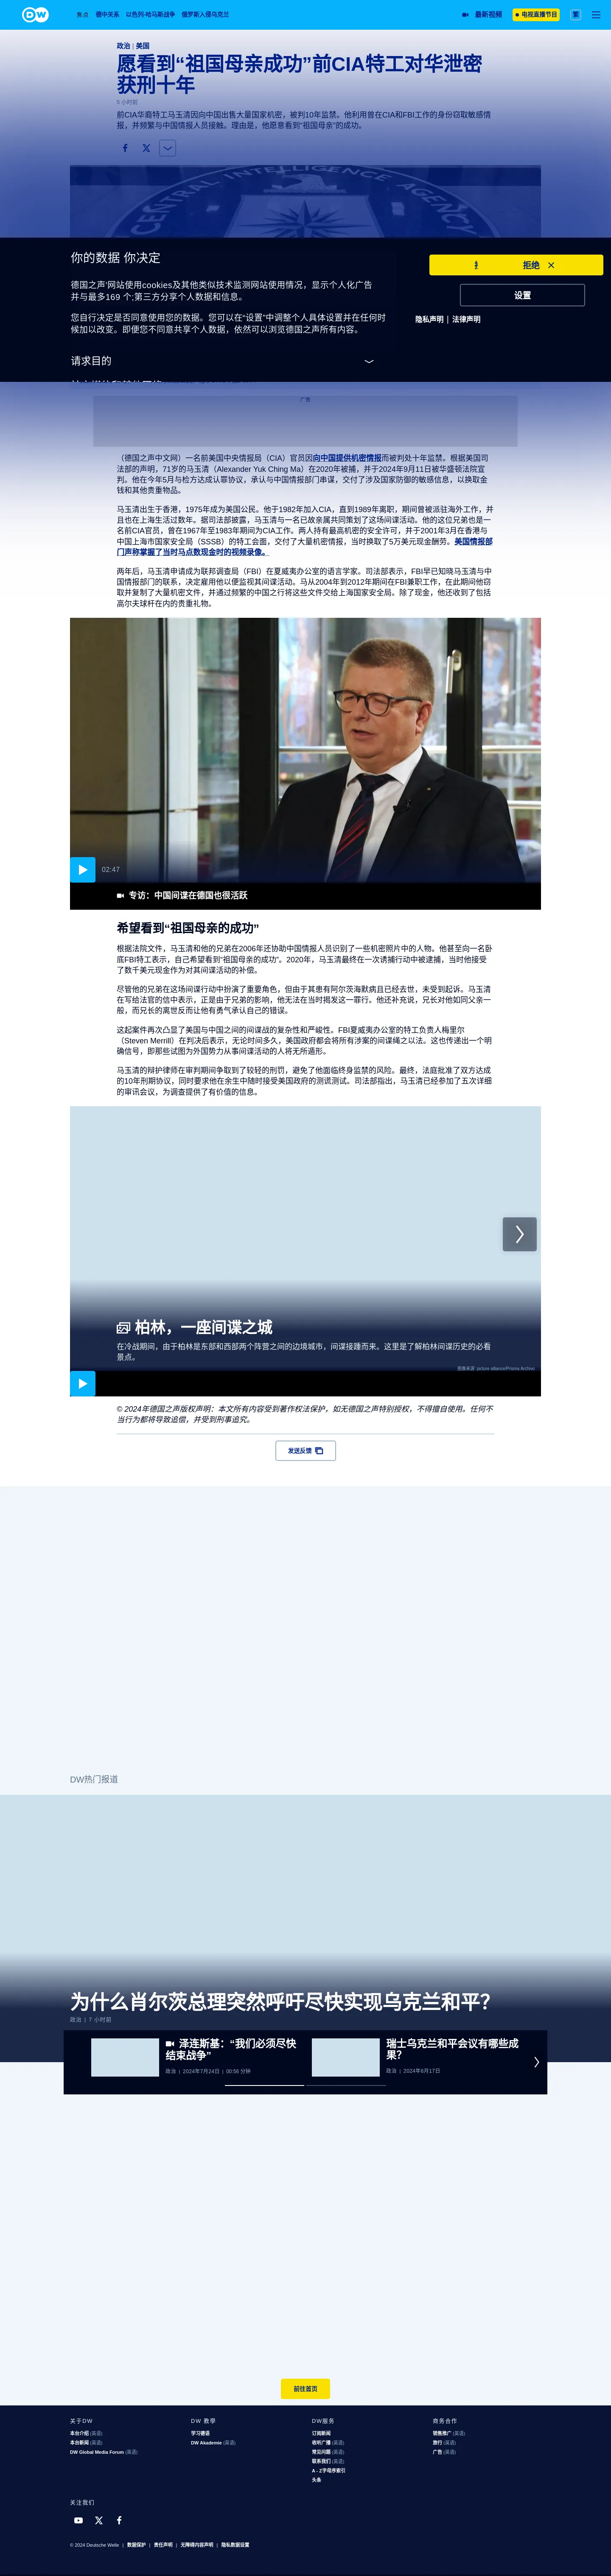 DW
焦点 德中关系 以色列-哈马斯战争 俄罗斯入侵乌克兰
最新视频 电视直播节目 繁
政治 | 美国
愿看到“祖国母亲成功”前CIA特工对华泄密
获刑十年
5 小时前
前CIA华裔特工马玉清因向中国出售大量国家机密，被判10年监禁。他利用曾在CIA和FBI工作的身份窃取敏感情
报，并频繁与中国情报人员接触。理由是，他愿意看到“祖国母亲”的成功。
CENTRAL INTELLIGENCE AGENCY
你的数据 你决定
德国之声'网站使用cookies及其他类似技术监测网站使用情况，显示个人化广告
并与最多169 个;第三方分享个人数据和信息。
您自行决定是否同意使用您的数据。您可以在“设置”中调整个人具体设置并在任何时
候加以改变。即便您不同意共享个人数据，依然可以浏览德国之声所有内容。
请求目的
拒绝
设置
隐私声明 | 法律声明
广告
（德国之声中文网）一名前美国中央情报局（CIA）官员因向中国提供机密情报而被判处十年监禁。根据美国司
法部的声明，71岁的马玉清（Alexander Yuk Ching Ma）在2020年被捕，并于2024年9月11日被华盛顿法院宣
判。他在今年5月与检方达成认罪协议，承认与中国情报部门串谋，交付了涉及国家防御的敏感信息，以换取金
钱和其他贵重物品。
马玉清出生于香港，1975年成为美国公民。他于1982年加入CIA，直到1989年离职，期间曾被派驻海外工作，并
且也在上海生活过数年。据司法部披露，马玉清与一名已故亲属共同策划了这场间谍活动。他的这位兄弟也是一
名前CIA官员，曾在1967年至1983年期间为CIA工作。两人持有最高机密的安全许可，并于2001年3月在香港与
中国上海市国家安全局（SSSB）的特工会面，交付了大量机密情报，当时换取了5万美元现金酬劳。美国情报部
门声称掌握了当时马点数现金时的视频录像。
两年后，马玉清申请成为联邦调查局（FBI）在夏威夷办公室的语言学家。司法部表示，FBI早已知晓马玉清与中
国情报部门的联系，决定雇用他以便监视其间谍活动。马从2004年到2012年期间在FBI兼职工作，在此期间他窃
取并复制了大量机密文件，并通过频繁的中国之行将这些文件交给上海国家安全局。除了现金，他还收到了包括
高尔夫球杆在内的贵重礼物。
02:47
专访：中国间谍在德国也很活跃
希望看到“祖国母亲的成功”
根据法院文件，马玉清和他的兄弟在2006年还协助中国情报人员识别了一些机密照片中的人物。他甚至向一名卧
底FBI特工表示，自己希望看到“祖国母亲的成功”。2020年，马玉清最终在一次诱捕行动中被逮捕，当时他接受
了数千美元现金作为对其间谍活动的补偿。
尽管他的兄弟在这场间谍行动中扮演了重要角色，但由于其患有阿尔茨海默病且已经去世，未受到起诉。马玉清
在写给法官的信中表示，正是由于兄弟的影响，他无法在当时揭发这一罪行。他还补充说，兄长对他如同父亲一
般，而兄长的离世反而让他有勇气承认自己的错误。
这起案件再次凸显了美国与中国之间的间谍战的复杂性和严峻性。FBI夏威夷办公室的特工负责人梅里尔
（Steven Merrill）在判决后表示，无论时间多久，美国政府都会将所有涉案的间谍绳之以法。这也传递出一个明
确信号，即那些试图为外国势力从事间谍活动的人将无所遁形。
马玉清的辩护律师在审判期间争取到了较轻的刑罚，避免了他面临终身监禁的风险。最终，法庭批准了双方达成
的10年刑期协议，同时要求他在余生中随时接受美国政府的测谎测试。司法部指出，马玉清已经参加了五次详细
的审讯会议，为调查提供了有价值的信息。
柏林，一座间谍之城
在冷战期间，由于柏林是东部和西部两个阵营之间的边境城市，间谍接踵而来。这里是了解柏林间谍历史的必看
景点。
图像来源: picture alliance/Prisma Archivo
© 2024年德国之声版权声明：本文所有内容受到著作权法保护，如无德国之声特别授权，不得擅自使用。任何不
当行为都将导致追偿，并受到刑事追究。
发送反馈
DW热门报道
为什么肖尔茨总理突然呼吁尽快实现乌克兰和平？
政治 | 7 小时前
泽连斯基：“我们必须尽快
结束战争”
政治 | 2024年7月24日 | 00:56 分钟
瑞士乌克兰和平会议有哪些成
果？
政治 | 2024年6月17日
前往首页
关于DW
本台介绍 (英语)
本台新闻 (英语)
DW Global Media Forum (英语)
DW 教學
学习德语
DW Akademie (英语)
DW服务
订阅新闻
收听广播 (英语)
常见问题 (英语)
联系我们 (英语)
A - Z字母序索引
头条
商务合作
销售推广 (英语)
旅行 (英语)
广告 (英语)
关注我们
© 2024 Deutsche Welle | 数据保护 | 责任声明 | 无障碍内容声明 | 隐私数据设置